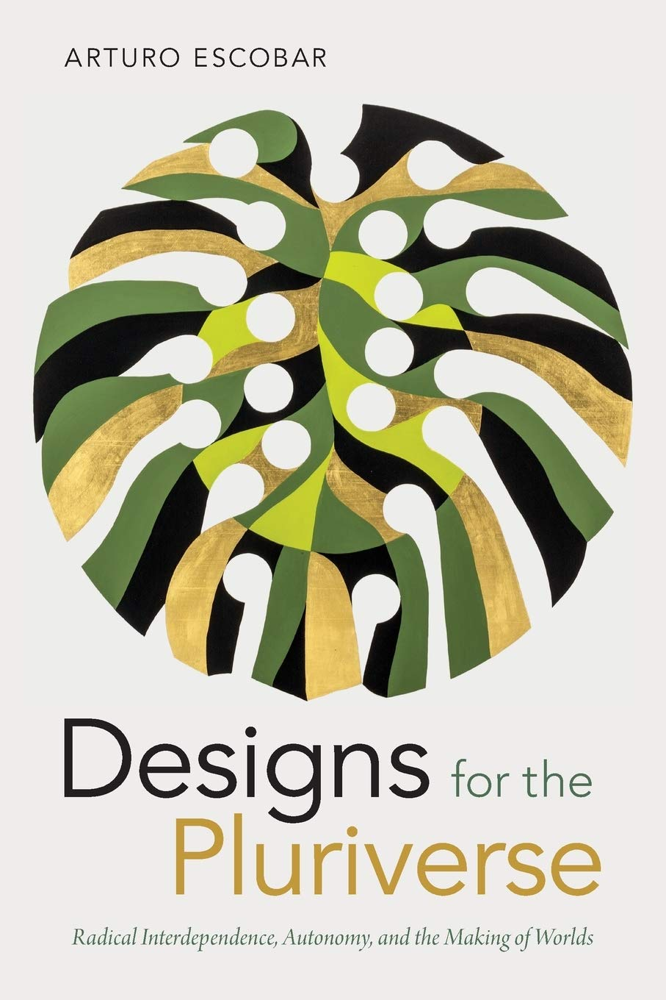 ARTURO ESCOBAR
Designs for the
Pluriverse
Radical Interdependence, Autonomy, and the Making of Worlds